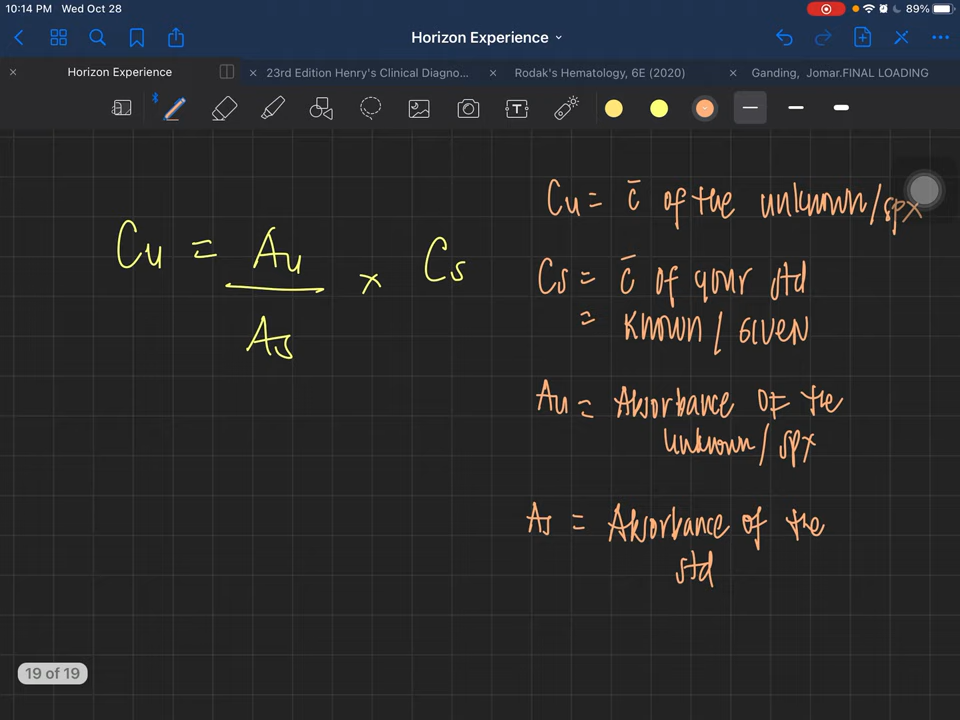 10:14 PM Wed Oct 28
89%
Horizon Experience
Horizon Experience
23rd Edition Henry's Clinical Diagno...
Rodak's Hematology, 6E (2020)
Ganding, Jomar.FINAL LOADING
Cu = Au / As × Cs
Cu = c̄ of the unknown/spx
Cs = c̄ of your std
= Known / GIVEN
Au = Absorbance OF the
unknown/ spx
As = Absorbance of the
std
19 of 19